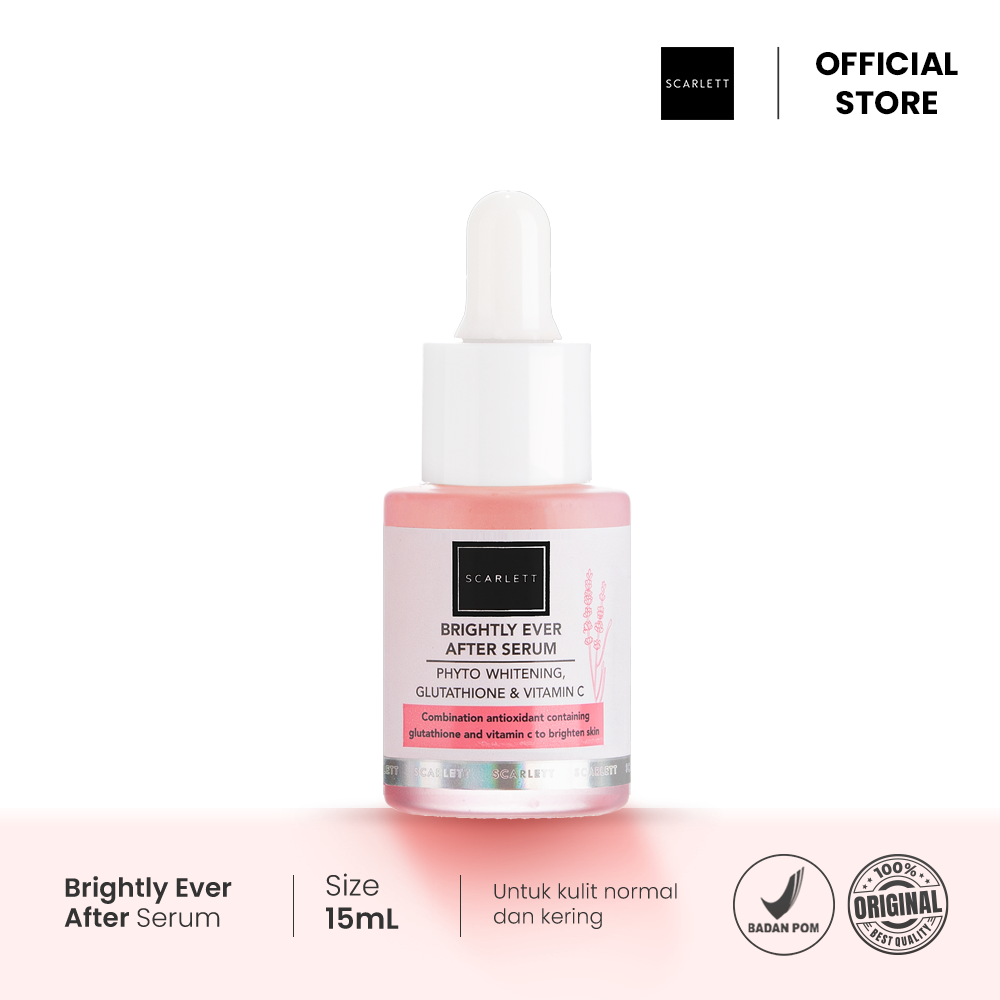 SCARLETT
OFFICIAL
STORE
SCARLETT
BRIGHTLY EVER
AFTER SERUM
PHYTO WHITENING,
GLUTATHIONE & VITAMIN C
Combination antioxidant containing
glutathione and vitamin c to brighten skin
ETT SCARLETT SCARLETT SCARLETT
Brightly Ever
After Serum
Size
15mL
Untuk kulit normal
dan kering
BADAN POM
100%
ORIGINAL
BEST QUALITY